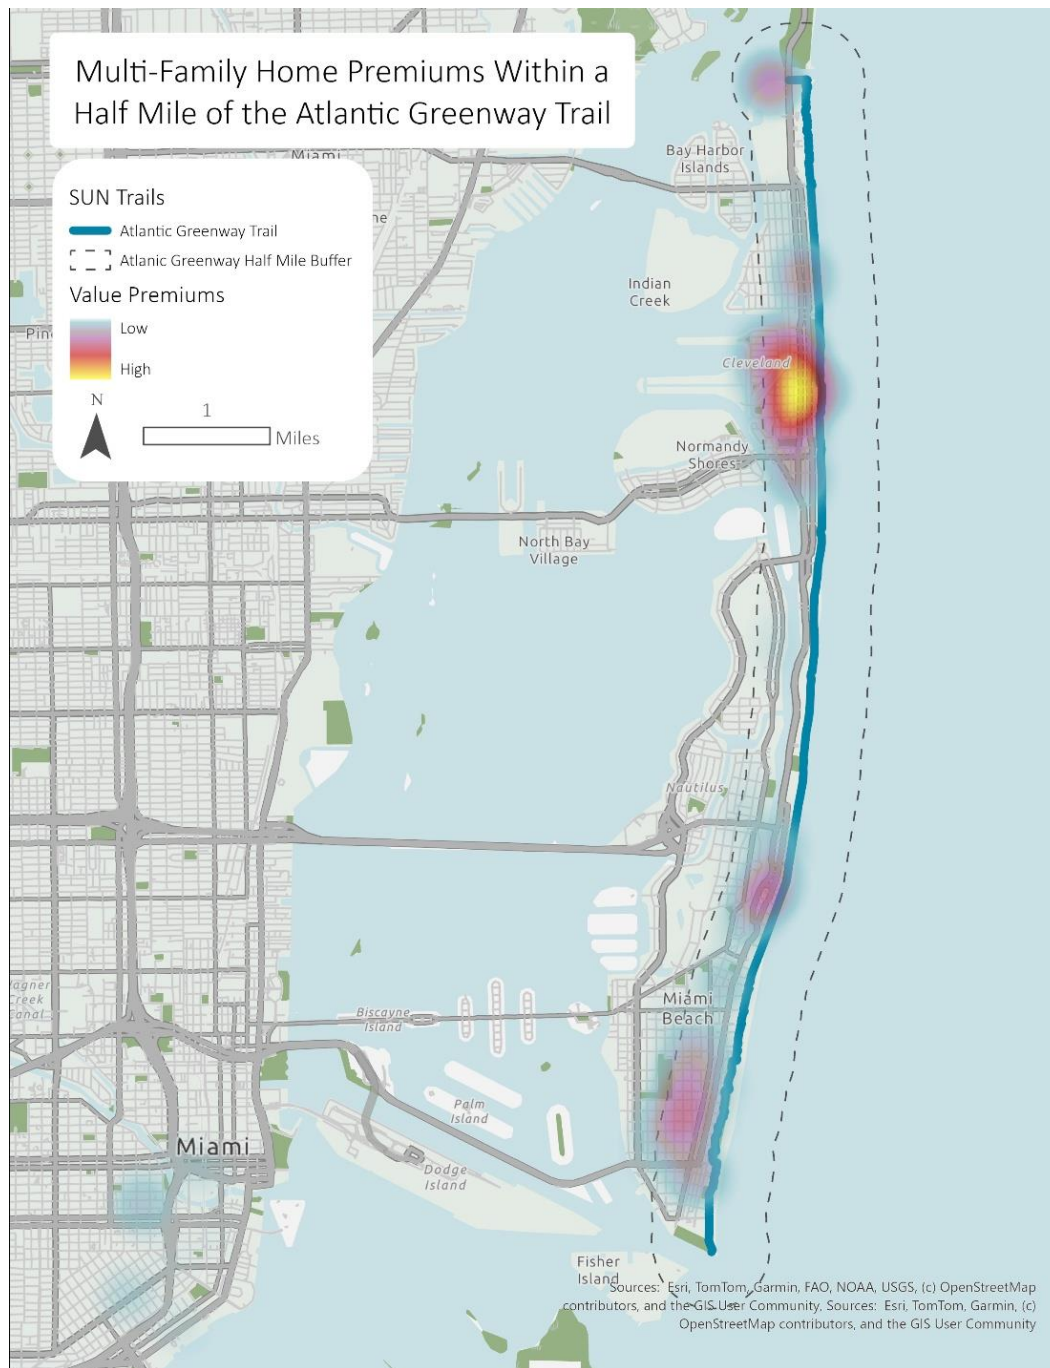 Multi-Family Home Premiums Within a
Half Mile of the Atlantic Greenway Trail
Miami
SUN Trails
Atlantic Greenway Trail
Atlanic Greenway Half Mile Buffer
Value Premiums
Low
High
N
1
Miles
Bay Harbor
Islands
Indian
Creek
Cleveland
Normandy
Shores
North Bay
Village
Nautilus
Miami
Beach
Biscayne
Island
Palm
Island
Miami
Dodge
Island
Fisher
Island
Creek
Canal
Sources: Esri, TomTom, Garmin, FAO, NOAA, USGS, (c) OpenStreetMap
contributors, and the GIS User Community, Sources: Esri, TomTom, Garmin, (c)
OpenStreetMap contributors, and the GIS User Community